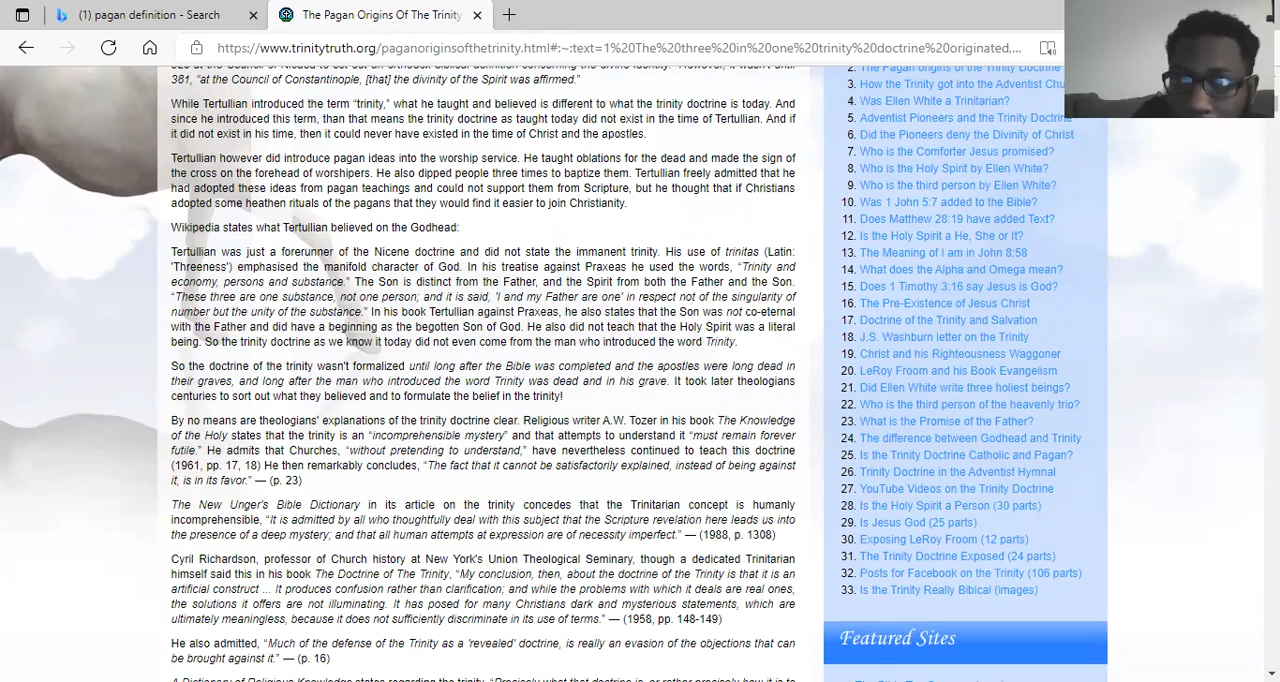 (1) pagan definition - Search
The Pagan Origins Of The Trinity
https://www.trinitytruth.org/paganoriginsofthetrinity.html#:~:text=1%20The%20three%20in%20one%20trinity%20doctrine%20originated,...
381, “at the Council of Constantinople, [that] the divinity of the Spirit was affirmed.”
While Tertullian introduced the term “trinity,” what he taught and believed is different to what the trinity doctrine is today. And
since he introduced this term, than that means the trinity doctrine as taught today did not exist in the time of Tertullian. And if
it did not exist in his time, then it could never have existed in the time of Christ and the apostles.
Tertullian however did introduce pagan ideas into the worship service. He taught oblations for the dead and made the sign of
the cross on the forehead of worshipers. He also dipped people three times to baptize them. Tertullian freely admitted that he
had adopted these ideas from pagan teachings and could not support them from Scripture, but he thought that if Christians
adopted some heathen rituals of the pagans that they would find it easier to join Christianity.
Wikipedia states what Tertullian believed on the Godhead:
Tertullian was just a forerunner of the Nicene doctrine and did not state the immanent trinity. His use of trinitas (Latin:
'Threeness') emphasised the manifold character of God. In his treatise against Praxeas he used the words, “Trinity and
economy, persons and substance.” The Son is distinct from the Father, and the Spirit from both the Father and the Son.
“These three are one substance, not one person; and it is said, 'I and my Father are one' in respect not of the singularity of
number but the unity of the substance.” In his book Tertullian against Praxeas, he also states that the Son was not co-eternal
with the Father and did have a beginning as the begotten Son of God. He also did not teach that the Holy Spirit was a literal
being. So the trinity doctrine as we know it today did not even come from the man who introduced the word Trinity.
So the doctrine of the trinity wasn't formalized until long after the Bible was completed and the apostles were long dead in
their graves, and long after the man who introduced the word Trinity was dead and in his grave. It took later theologians
centuries to sort out what they believed and to formulate the belief in the trinity!
By no means are theologians' explanations of the trinity doctrine clear. Religious writer A.W. Tozer in his book The Knowledge
of the Holy states that the trinity is an “incomprehensible mystery” and that attempts to understand it “must remain forever
futile.” He admits that Churches, “without pretending to understand,” have nevertheless continued to teach this doctrine
(1961, pp. 17, 18) He then remarkably concludes, “The fact that it cannot be satisfactorily explained, instead of being against
it, is in its favor.” — (p. 23)
The New Unger's Bible Dictionary in its article on the trinity concedes that the Trinitarian concept is humanly
incomprehensible, “It is admitted by all who thoughtfully deal with this subject that the Scripture revelation here leads us into
the presence of a deep mystery; and that all human attempts at expression are of necessity imperfect.” — (1988, p. 1308)
Cyril Richardson, professor of Church history at New York's Union Theological Seminary, though a dedicated Trinitarian
himself said this in his book The Doctrine of The Trinity, “My conclusion, then, about the doctrine of the Trinity is that it is an
artificial construct ... It produces confusion rather than clarification; and while the problems with which it deals are real ones,
the solutions it offers are not illuminating. It has posed for many Christians dark and mysterious statements, which are
ultimately meaningless, because it does not sufficiently discriminate in its use of terms.” — (1958, pp. 148-149)
He also admitted, “Much of the defense of the Trinity as a 'revealed' doctrine, is really an evasion of the objections that can
be brought against it.” — (p. 16)
2. The Pagan Origins of the Trinity Doctrine
3. How the Trinity got into the Adventist Chu
4. Was Ellen White a Trinitarian?
5. Adventist Pioneers and the Trinity Doctrine
6. Did the Pioneers deny the Divinity of Christ
7. Who is the Comforter Jesus promised?
8. Who is the Holy Spirit by Ellen White?
9. Who is the third person by Ellen White?
10. Was 1 John 5:7 added to the Bible?
11. Does Matthew 28:19 have added Text?
12. Is the Holy Spirit a He, She or It?
13. The Meaning of I am in John 8:58
14. What does the Alpha and Omega mean?
15. Does 1 Timothy 3:16 say Jesus is God?
16. The Pre-Existence of Jesus Christ
17. Doctrine of the Trinity and Salvation
18. J.S. Washburn letter on the Trinity
19. Christ and his Righteousness Waggoner
20. LeRoy Froom and his Book Evangelism
21. Did Ellen White write three holiest beings?
22. Who is the third person of the heavenly trio?
23. What is the Promise of the Father?
24. The difference between Godhead and Trinity
25. Is the Trinity Doctrine Catholic and Pagan?
26. Trinity Doctrine in the Adventist Hymnal
27. YouTube Videos on the Trinity Doctrine
28. Is the Holy Spirit a Person (30 parts)
29. Is Jesus God (25 parts)
30. Exposing LeRoy Froom (12 parts)
31. The Trinity Doctrine Exposed (24 parts)
32. Posts for Facebook on the Trinity (106 parts)
33. Is the Trinity Really Biblcal (images)
Featured Sites